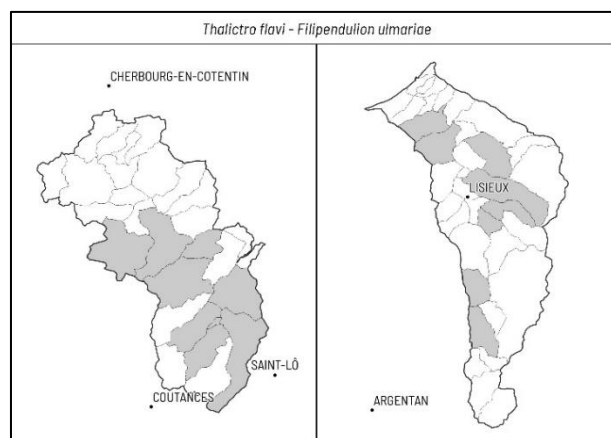 Thalictro flavi - Filipendulion ulmariae
CHERBOURG-EN-COTENTIN
SAINT-LÔ
COUTANCES
LISIEUX
ARGENTAN